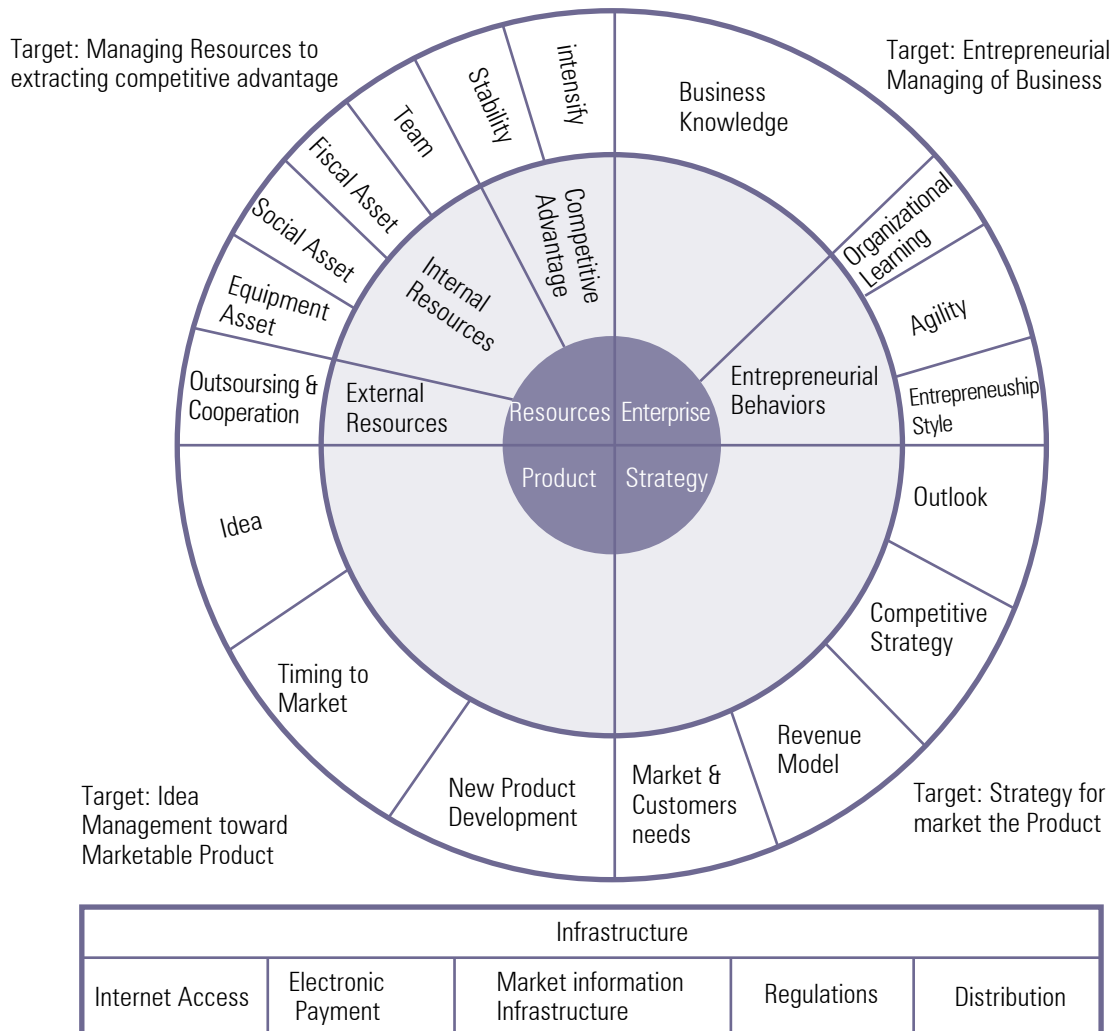 Target: Managing Resources to
extracting competitive advantage
Target: Entrepreneurial
Managing of Business
intensify
Stability
Team
Fiscal Asset
Social Asset
Equipment
Asset
Outsoursing &
Cooperation
Business
Knowledge
Organizational
Learning
Agility
Entrepreneuship
Style
Competitive
Advantage
Internal
Resources
External
Resources
Entrepreneurial
Behaviors
Resources
Enterprise
Product
Strategy
Idea
Timing to
Market
New Product
Development
Market &
Customers
needs
Revenue
Model
Competitive
Strategy
Outlook
Target: Idea
Management toward
Marketable Product
Target: Strategy for
market the Product
Infrastructure
Internet Access
Electronic
Payment
Market information
Infrastructure
Regulations
Distribution